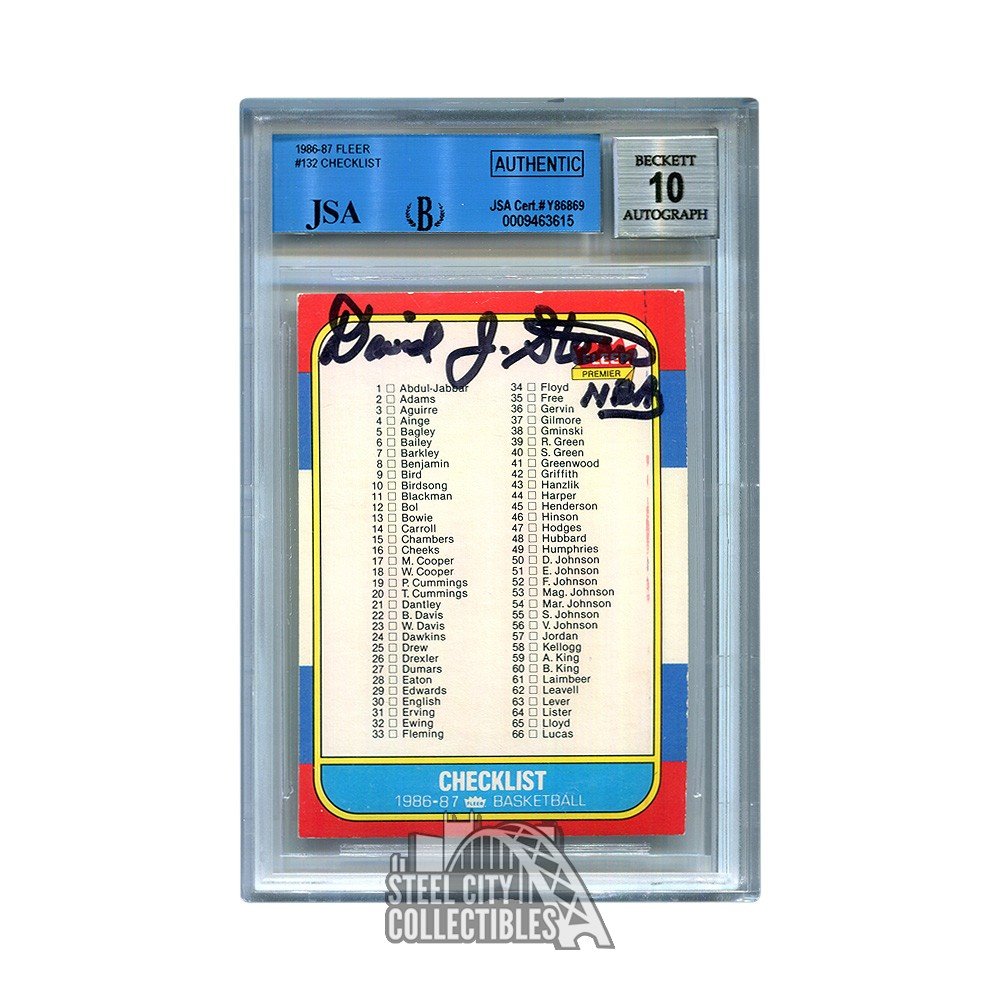 1986-87 FLEER
#132 CHECKLIST
AUTHENTIC
JSA
B
JSA Cert.# Y86869
0009463615
BECKETT
10
AUTOGRAPH
David J. Stern
NBA
FLEER
PREMIER
1 Abdul-Jabbar
2 Adams
3 Aguirre
4 Ainge
5 Bagley
6 Bailey
7 Barkley
8 Benjamin
9 Bird
10 Birdsong
11 Blackman
12 Bol
13 Bowie
14 Carroll
15 Chambers
16 Cheeks
17 M. Cooper
18 W. Cooper
19 P. Cummings
20 T. Cummings
21 Dantley
22 B. Davis
23 W. Davis
24 Dawkins
25 Drew
26 Drexler
27 Dumars
28 Eaton
29 Edwards
30 English
31 Erving
32 Ewing
33 Fleming
34 Floyd
35 Free
36 Gervin
37 Gilmore
38 Gminski
39 R. Green
40 S. Green
41 Greenwood
42 Griffith
43 Hanzlik
44 Harper
45 Henderson
46 Hinson
47 Hodges
48 Hubbard
49 Humphries
50 D. Johnson
51 E. Johnson
52 F. Johnson
53 Mag. Johnson
54 Mar. Johnson
55 S. Johnson
56 V. Johnson
57 Jordan
58 Kellogg
59 A. King
60 B. King
61 Laimbeer
62 Leavell
63 Lever
64 Lister
65 Lloyd
66 Lucas
CHECKLIST
1986-87 FLEER BASKETBALL
STEEL CITY
COLLECTIBLES